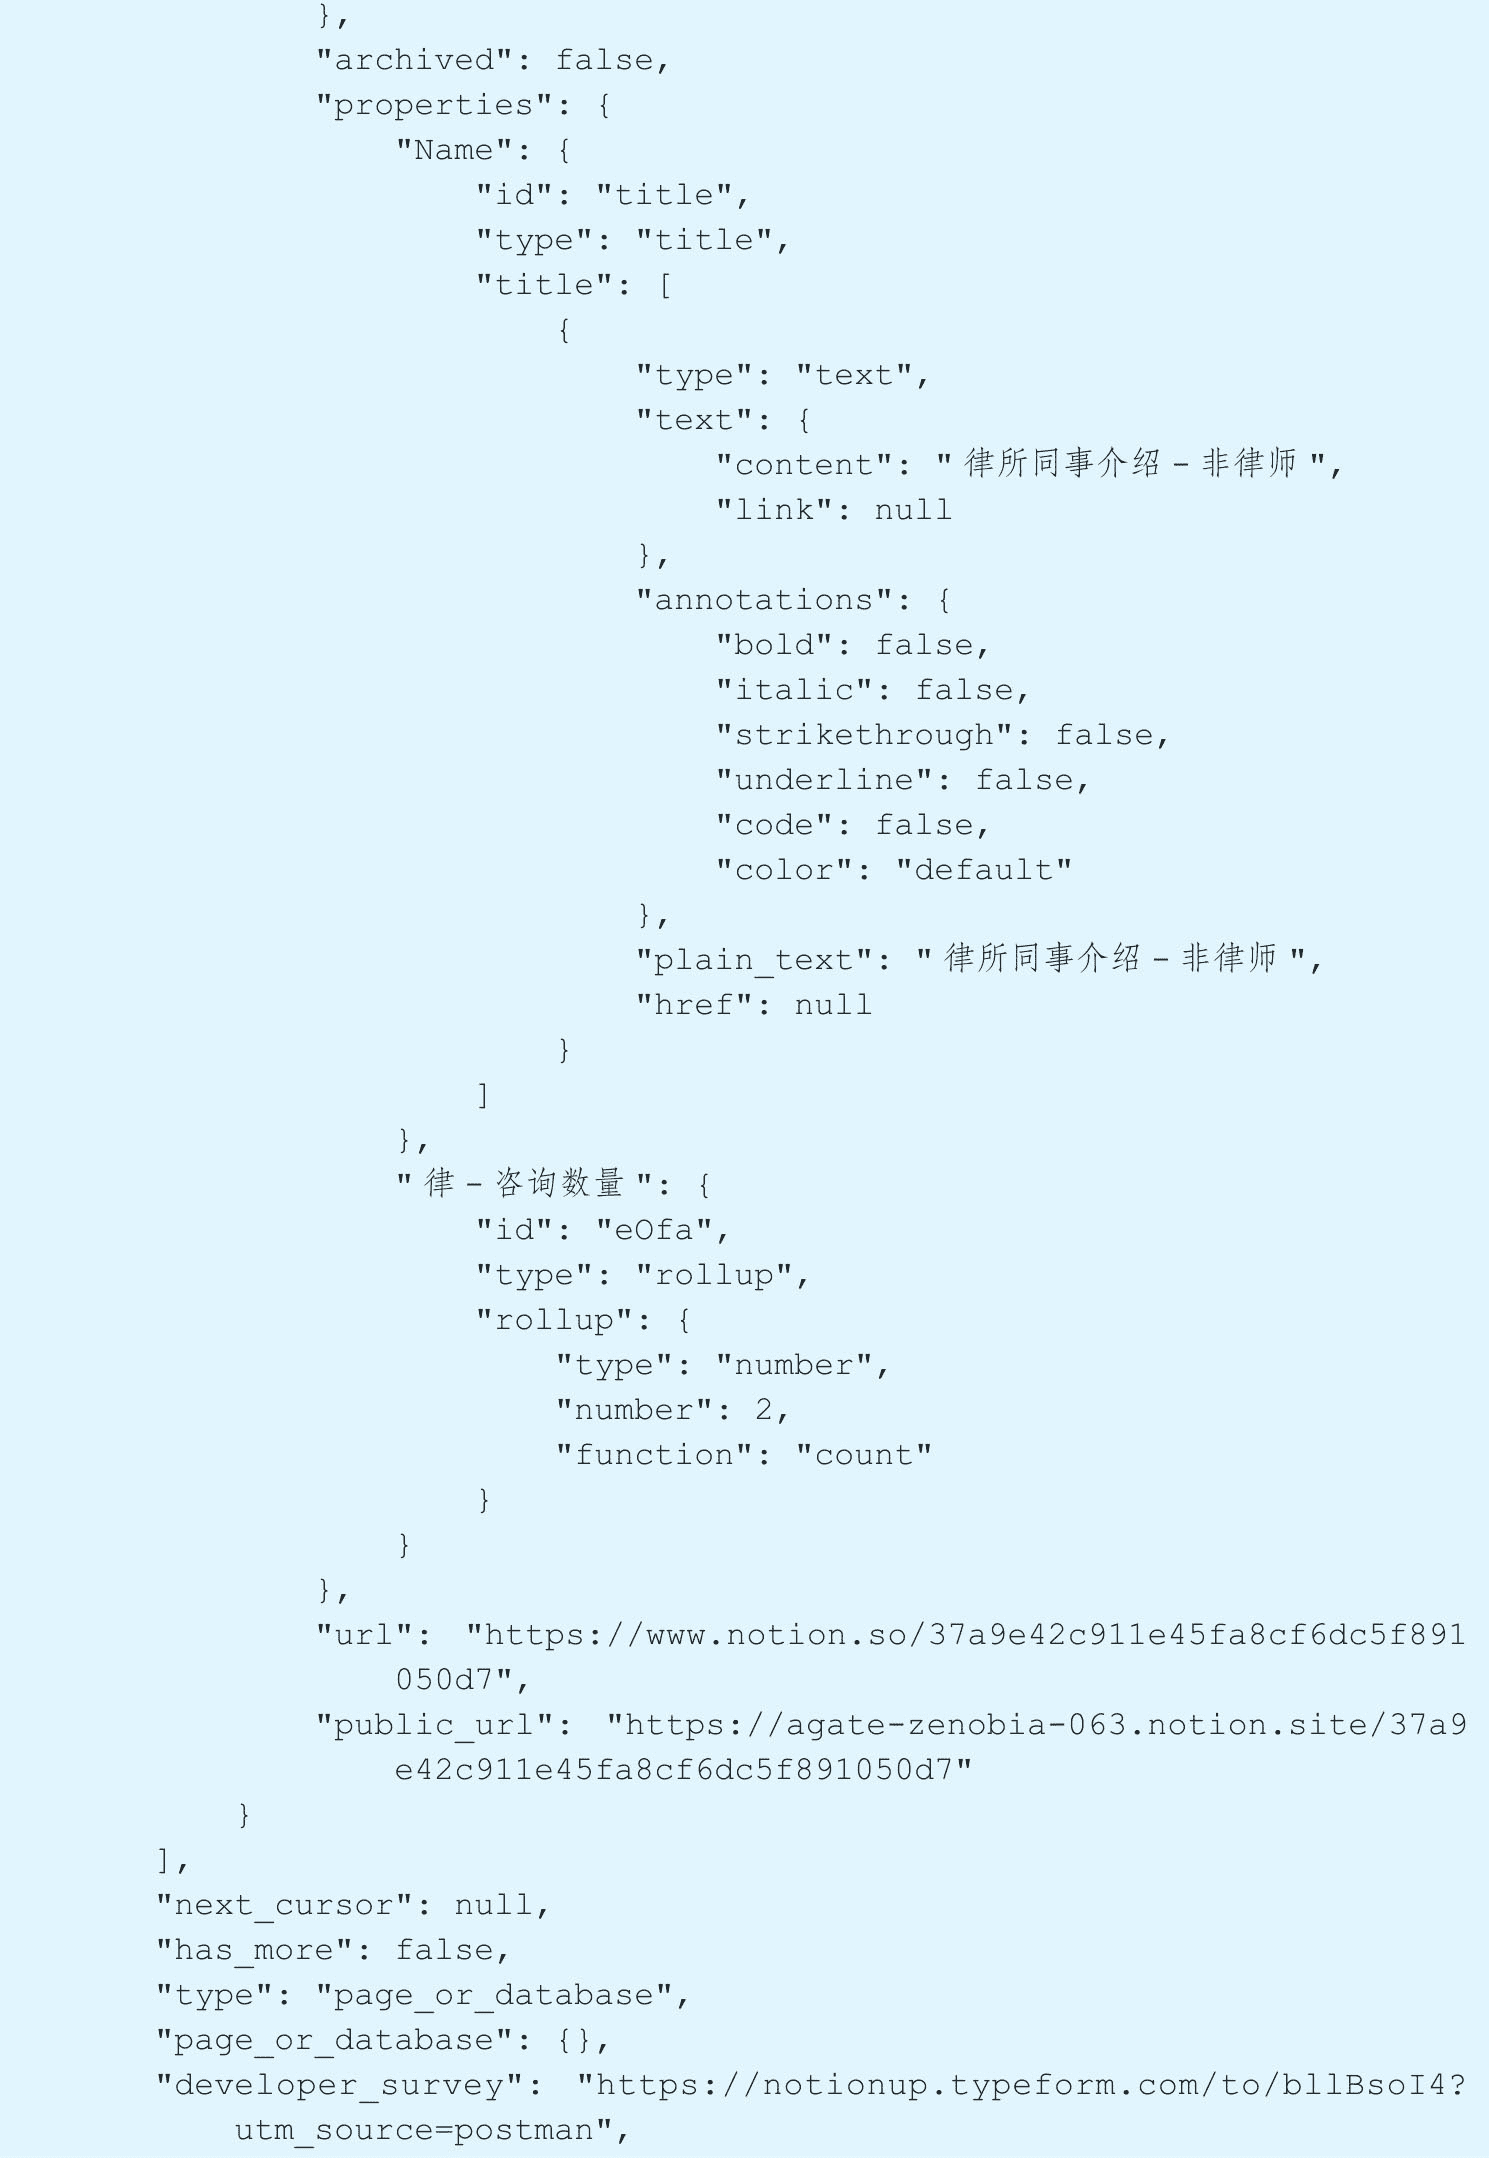 },
"archived": false,
"properties": {
"Name": {
"id": "title",
"type": "title",
"title": [
{
"type": "text",
"text": {
"content": "律所同事介绍-非律师",
"link": null
},
"annotations": {
"bold": false,
"italic": false,
"strikethrough": false,
"underline": false,
"code": false,
"color": "default"
},
"plain_text": "律所同事介绍-非律师",
"href": null
}
]
},
"律-咨询数量": {
"id": "eOfa",
"type": "rollup",
"rollup": {
"type": "number",
"number": 2,
"function": "count"
}
}
},
"url": "https://www.notion.so/37a9e42c911e45fa8cf6dc5f891
050d7",
"public_url": "https://agate-zenobia-063.notion.site/37a9
e42c911e45fa8cf6dc5f891050d7"
}
],
"next_cursor": null,
"has_more": false,
"type": "page_or_database",
"page_or_database": {},
"developer_survey": "https://notionup.typeform.com/to/bllBsoI4?
utm_source=postman",